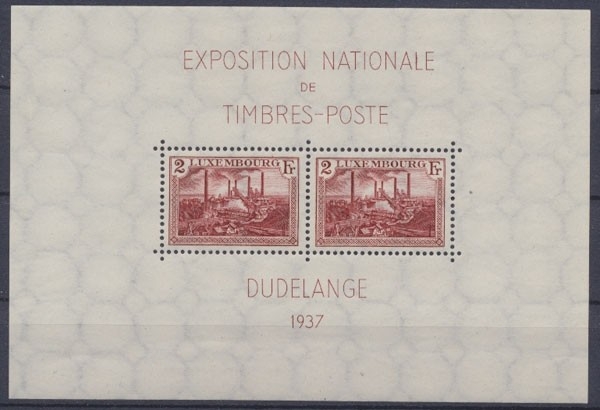 EXPOSITION NATIONALE
DE
TIMBRES-POSTE
2 LUXEMBOURG Fr
2 LUXEMBOURG Fr
DUDELANGE
1937